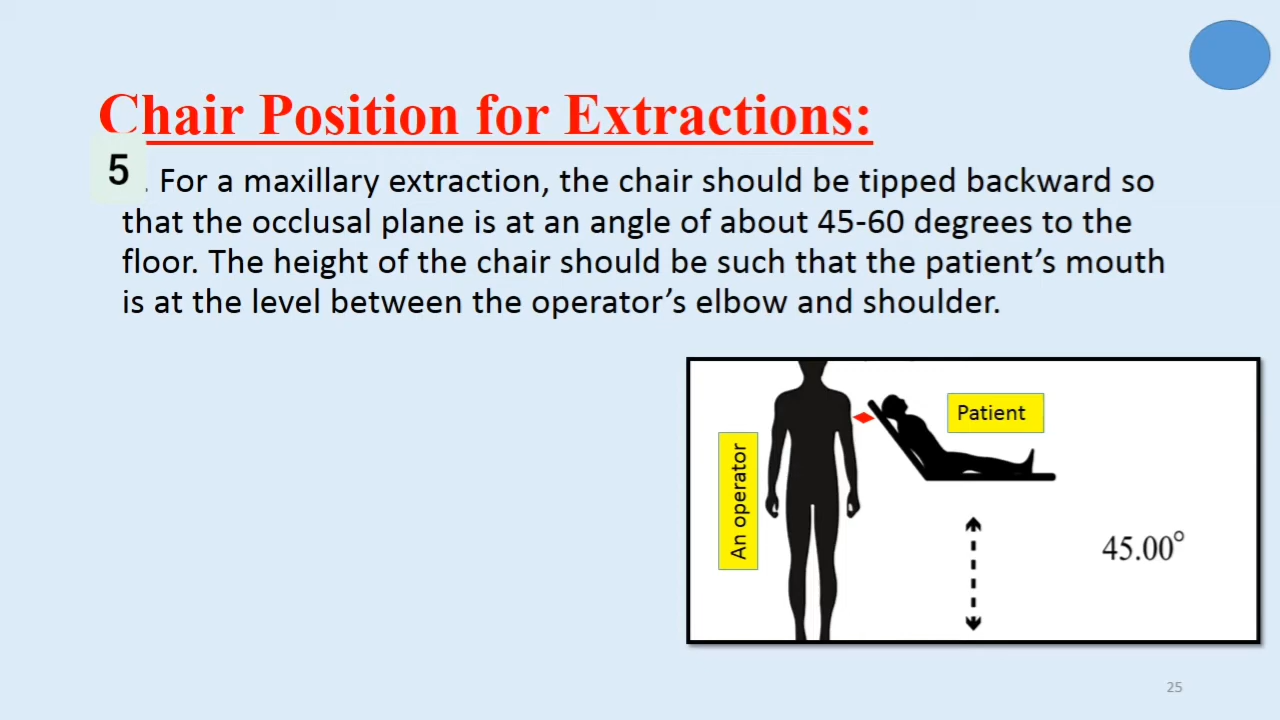 Chair Position for Extractions:
5 . For a maxillary extraction, the chair should be tipped backward so
that the occlusal plane is at an angle of about 45-60 degrees to the
floor. The height of the chair should be such that the patient’s mouth
is at the level between the operator’s elbow and shoulder.
Patient
An operator
45.00°
25